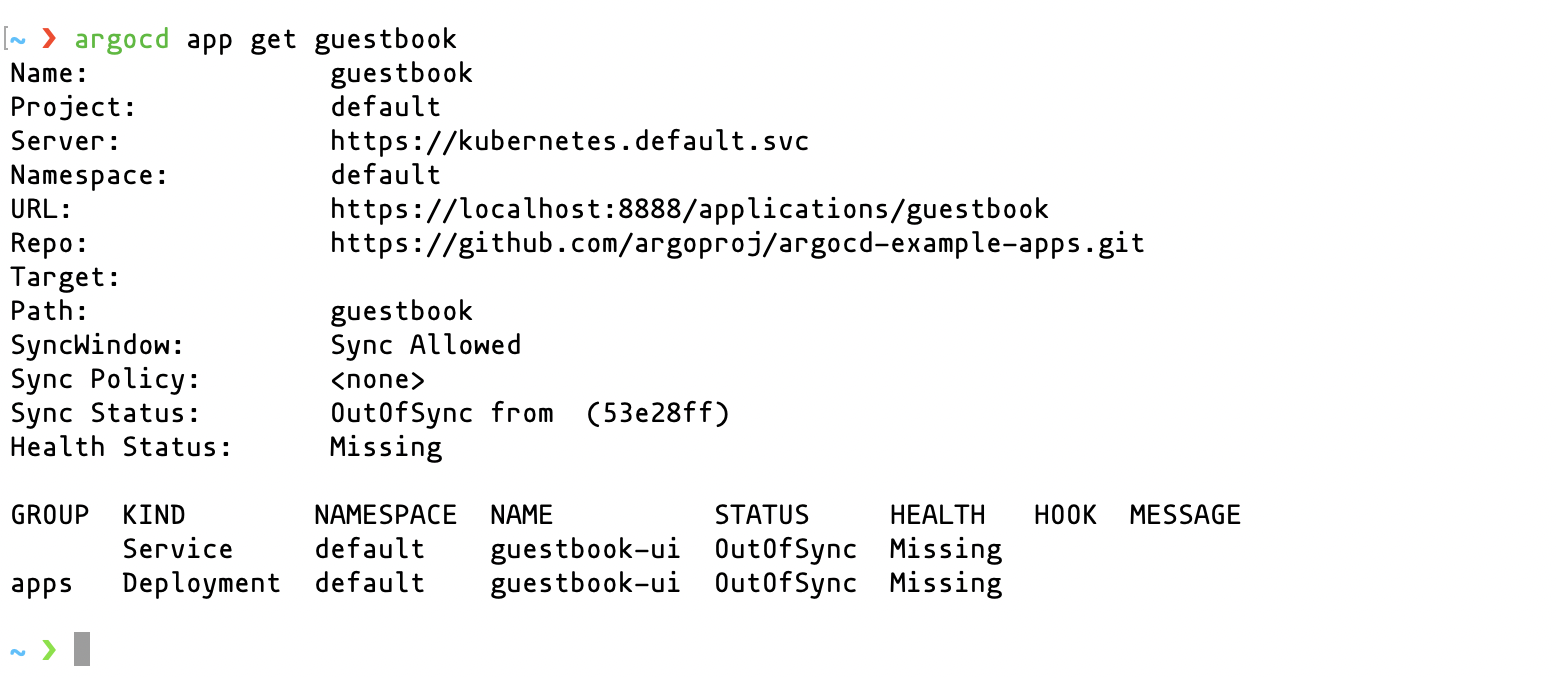 ~ ❯ argocd app get guestbook
Name:               guestbook
Project:            default
Server:             https://kubernetes.default.svc
Namespace:          default
URL:                https://localhost:8888/applications/guestbook
Repo:               https://github.com/argoproj/argocd-example-apps.git
Target:
Path:               guestbook
SyncWindow:         Sync Allowed
Sync Policy:        <none>
Sync Status:        OutOfSync from  (53e28ff)
Health Status:      Missing

GROUP  KIND        NAMESPACE  NAME          STATUS     HEALTH   HOOK  MESSAGE
       Service     default    guestbook-ui  OutOfSync  Missing
apps   Deployment  default    guestbook-ui  OutOfSync  Missing

~ ❯